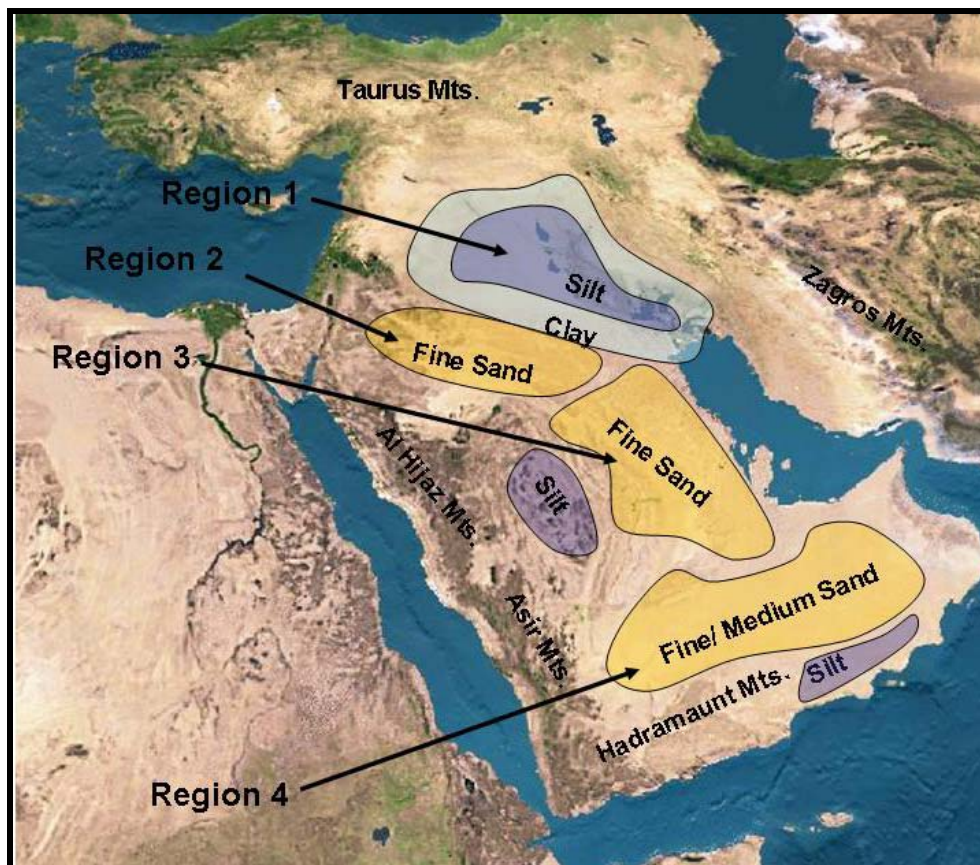 Taurus Mts.
Region 1
Region 2
Silt
Zagros Mts.
Clay
Region 3
Fine Sand
Al Hijaz Mts.
Fine Sand
Silt
Asir Mts.
Fine/ Medium Sand
Silt
Hadramaunt Mts.
Region 4